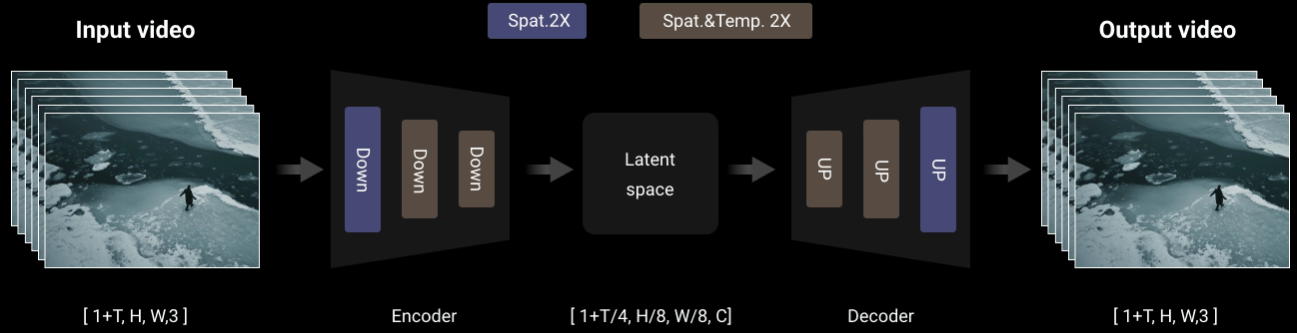 Spat.2X
Spat.&Temp. 2X
Input video
Output video
Down
Down
Down
Latent
space
UP
UP
UP
[ 1+T, H, W,3 ]
Encoder
[ 1+T/4, H/8, W/8, C]
Decoder
[ 1+T, H, W,3 ]